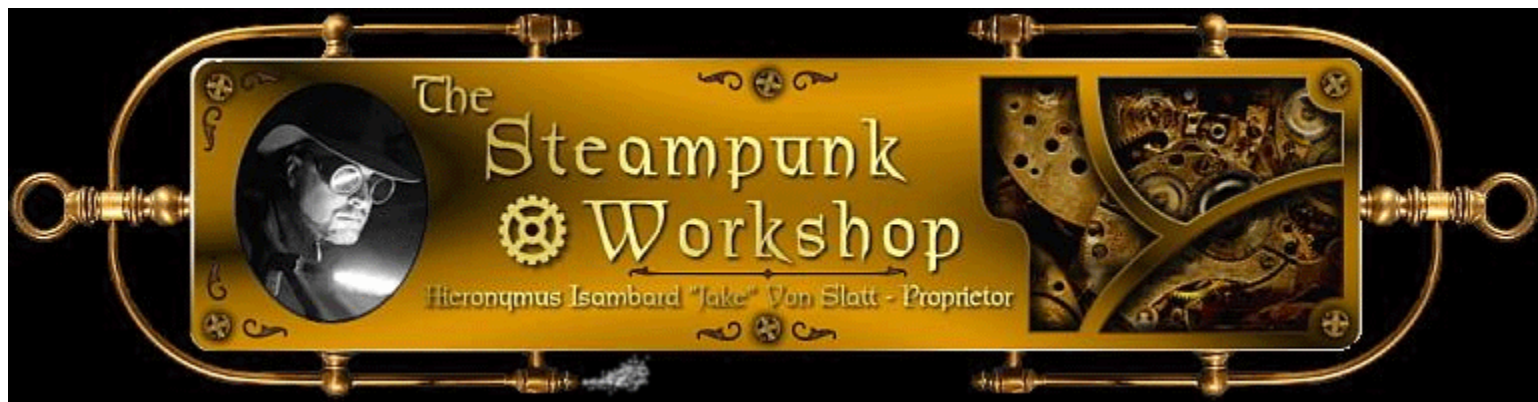 The
Steampunk
Workshop
Hieronymus Isambard "Jake" Von Slatt - Proprietor